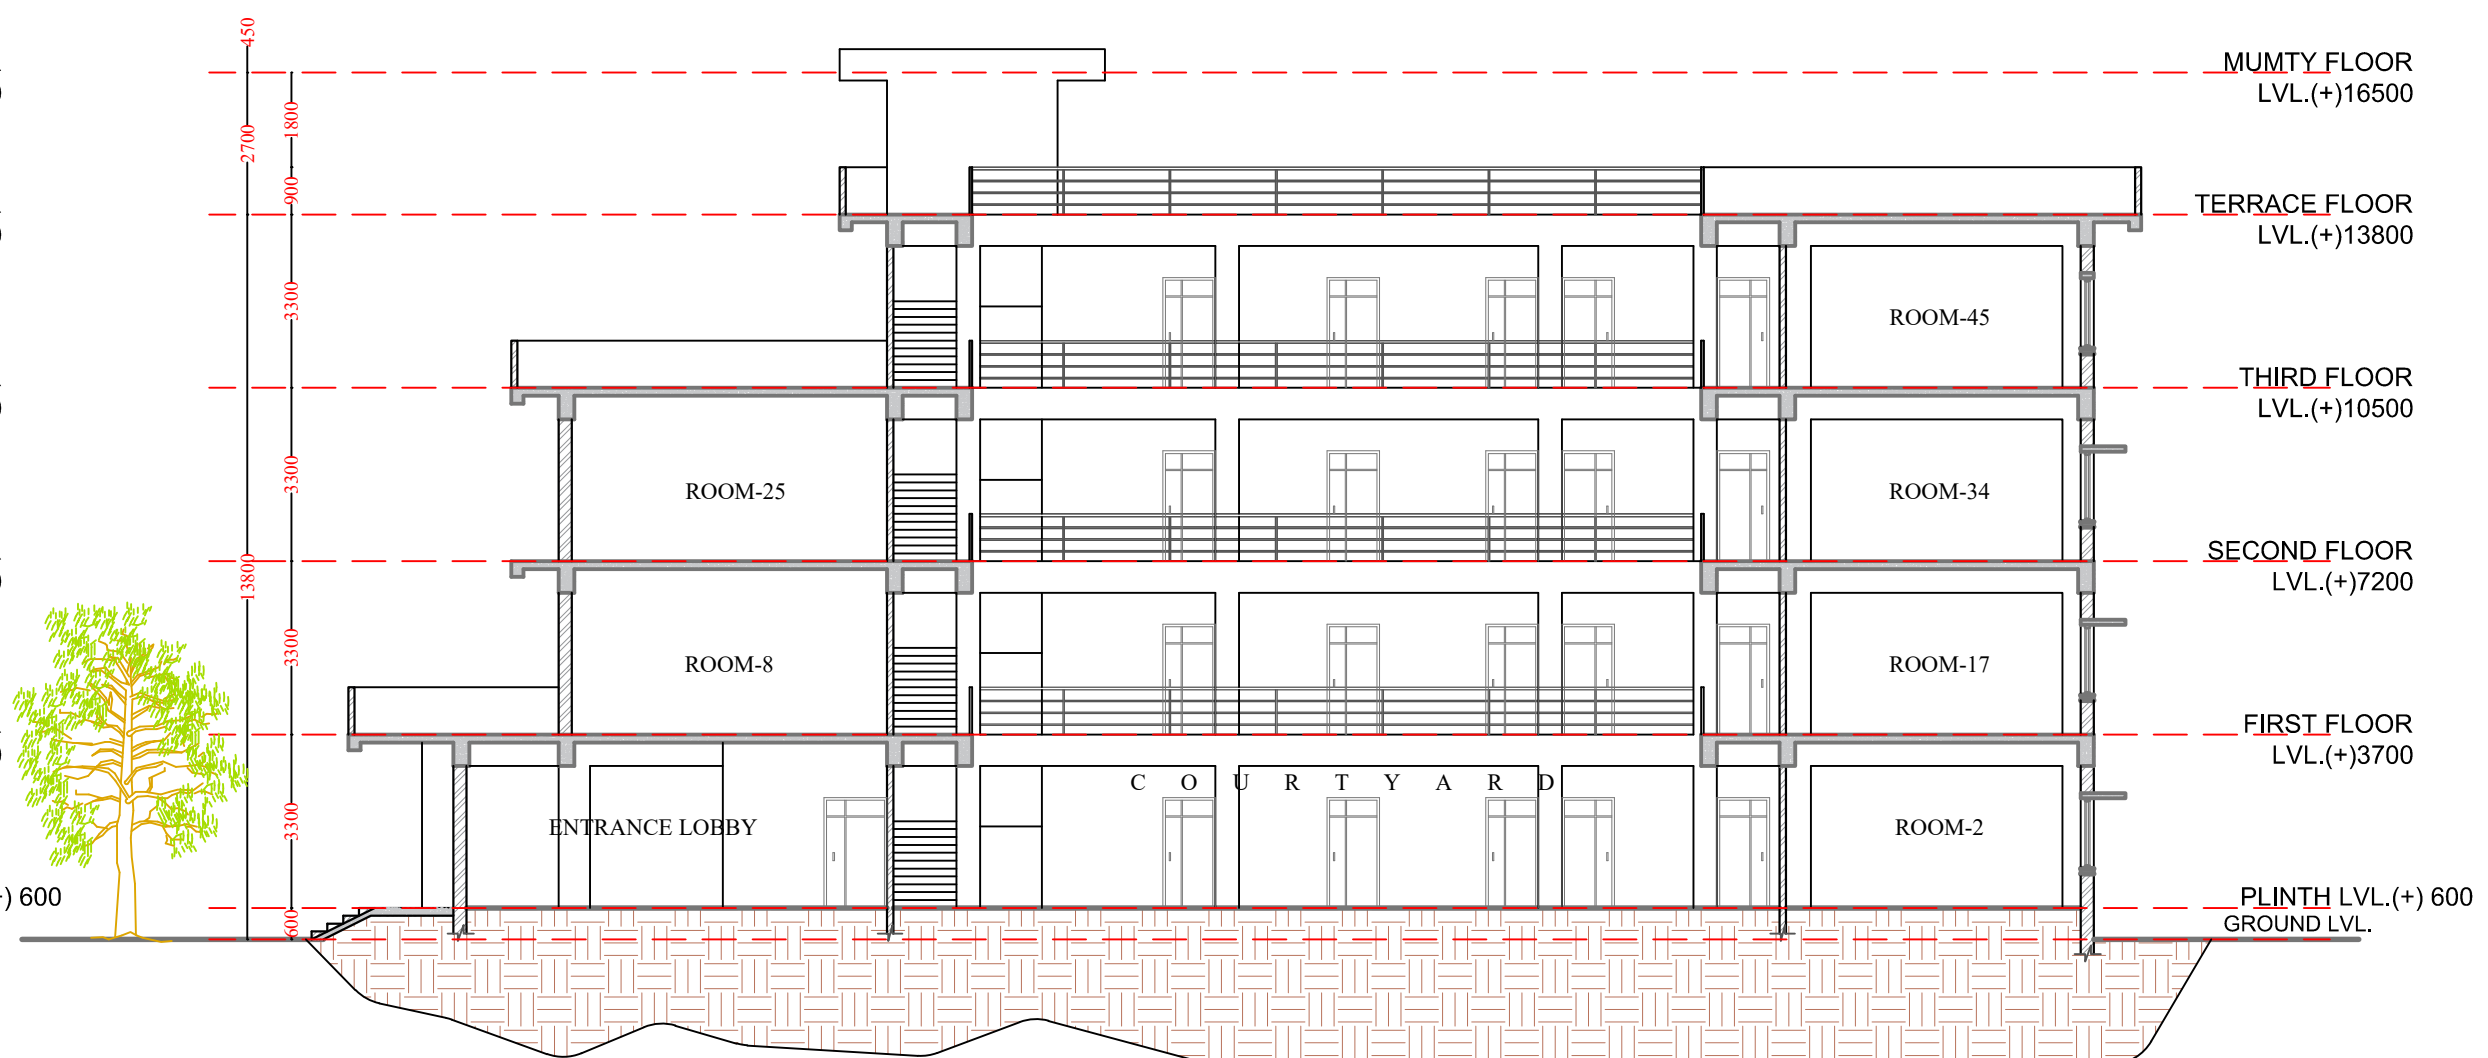 450
MUMTY FLOOR
LVL.(+)16500
1800
2700
900
TERRACE FLOOR
LVL.(+)13800
3300
ROOM-45
THIRD FLOOR
LVL.(+)10500
3300
ROOM-25
ROOM-34
SECOND FLOOR
LVL.(+)7200
13800
3300
ROOM-8
ROOM-17
FIRST FLOOR
LVL.(+)3700
C O U R T Y A R D
3300
ENTRANCE LOBBY
ROOM-2
) 600
PLINTH LVL.(+) 600
600
GROUND LVL.